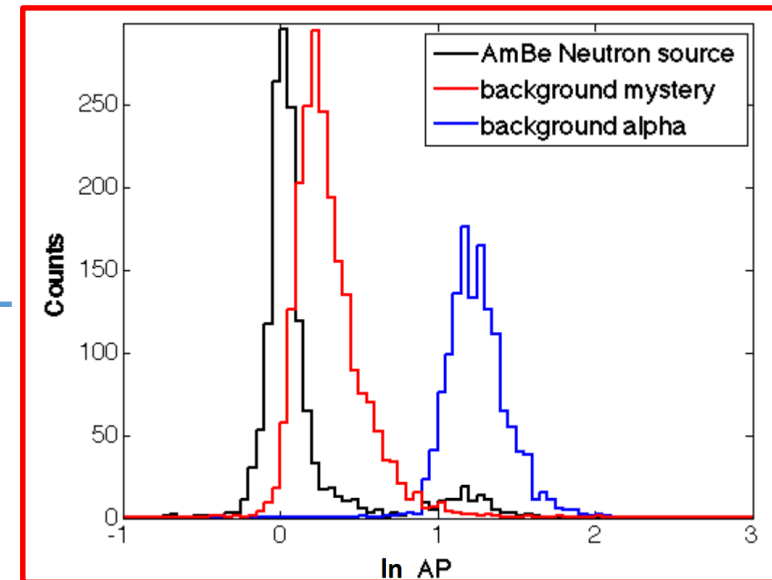 AmBe Neutron source
background mystery
background alpha
250
200
150
100
50
0
Counts
-1
0
1
2
3
ln AP